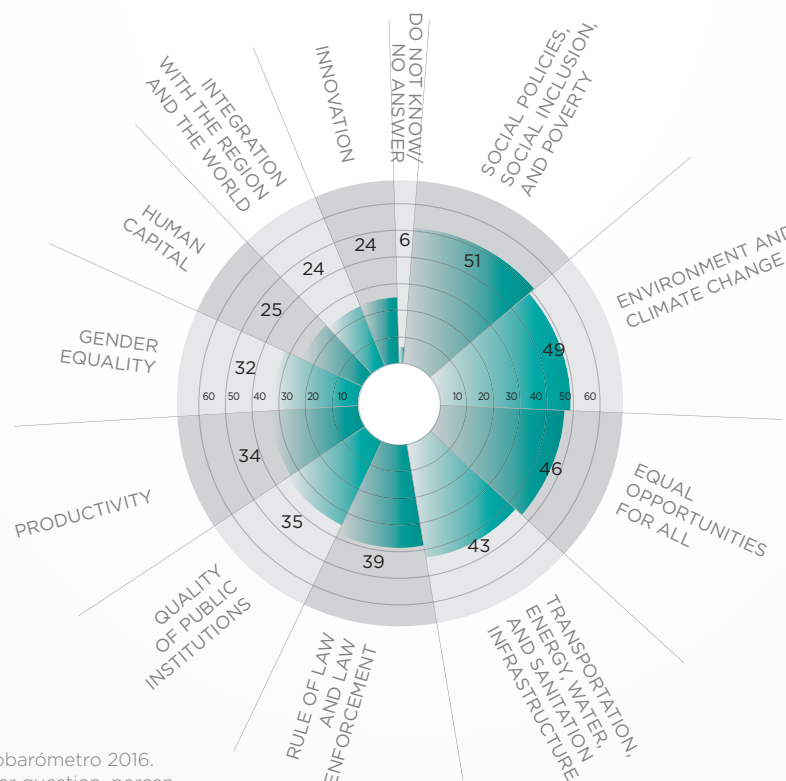 DO NOT KNOW/
NO ANSWER
6
SOCIAL POLICIES,
SOCIAL INCLUSION,
AND POVERTY
51
ENVIRONMENT AND
CLIMATE CHANGE
49
EQUAL
OPPORTUNITIES
FOR ALL
46
TRANSPORTATION,
ENERGY, WATER,
AND SANITATION
INFRASTRUCTURE
43
RULE OF LAW
AND LAW
ENFORCEMENT
39
QUALITY
OF PUBLIC
INSTITUTIONS
35
PRODUCTIVITY
34
GENDER
EQUALITY
32
HUMAN
CAPITAL
25
INTEGRATION
WITH THE REGION
AND THE WORLD
24
INNOVATION
24
60 50 40 30 20 10
10 20 30 40 50 60
obarómetro 2016.
er question, percen